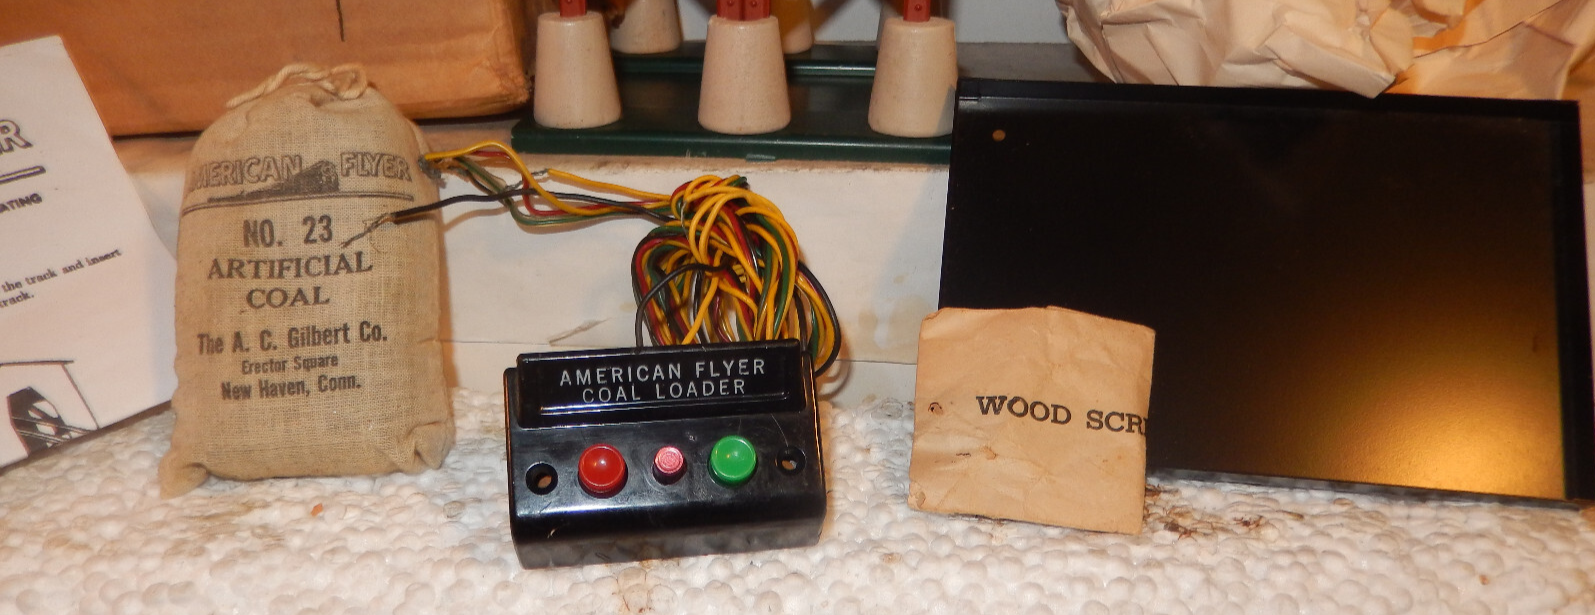 ATING
the track and insert
track.
AMERICAN FLYER
NO. 23
ARTIFICIAL
COAL
The A. C. Gilbert Co.
Erector Square
New Haven, Conn.
AMERICAN FLYER
COAL LOADER
WOOD SCR